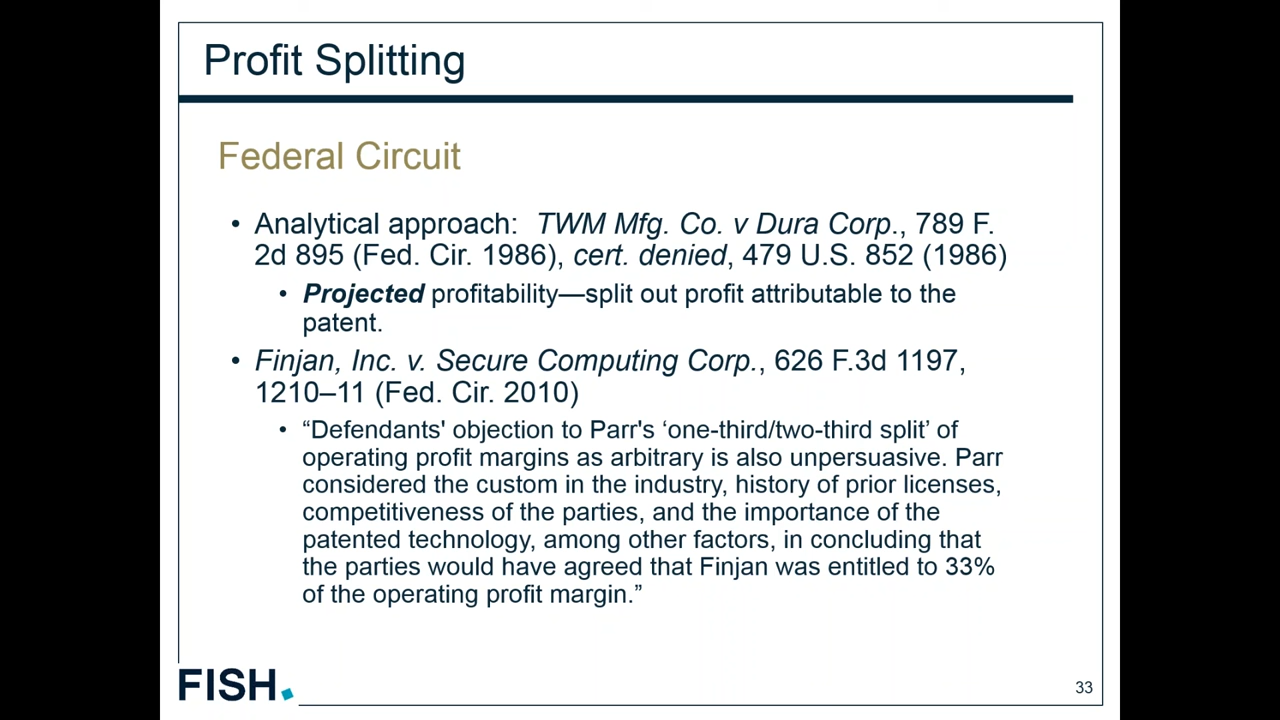 Profit Splitting
Federal Circuit
• Analytical approach:  TWM Mfg. Co. v Dura Corp., 789 F.
2d 895 (Fed. Cir. 1986), cert. denied, 479 U.S. 852 (1986)
• Projected profitability—split out profit attributable to the
patent.
• Finjan, Inc. v. Secure Computing Corp., 626 F.3d 1197,
1210–11 (Fed. Cir. 2010)
• “Defendants' objection to Parr's ‘one-third/two-third split’ of
operating profit margins as arbitrary is also unpersuasive. Parr
considered the custom in the industry, history of prior licenses,
competitiveness of the parties, and the importance of the
patented technology, among other factors, in concluding that
the parties would have agreed that Finjan was entitled to 33%
of the operating profit margin.”
FISH.
33